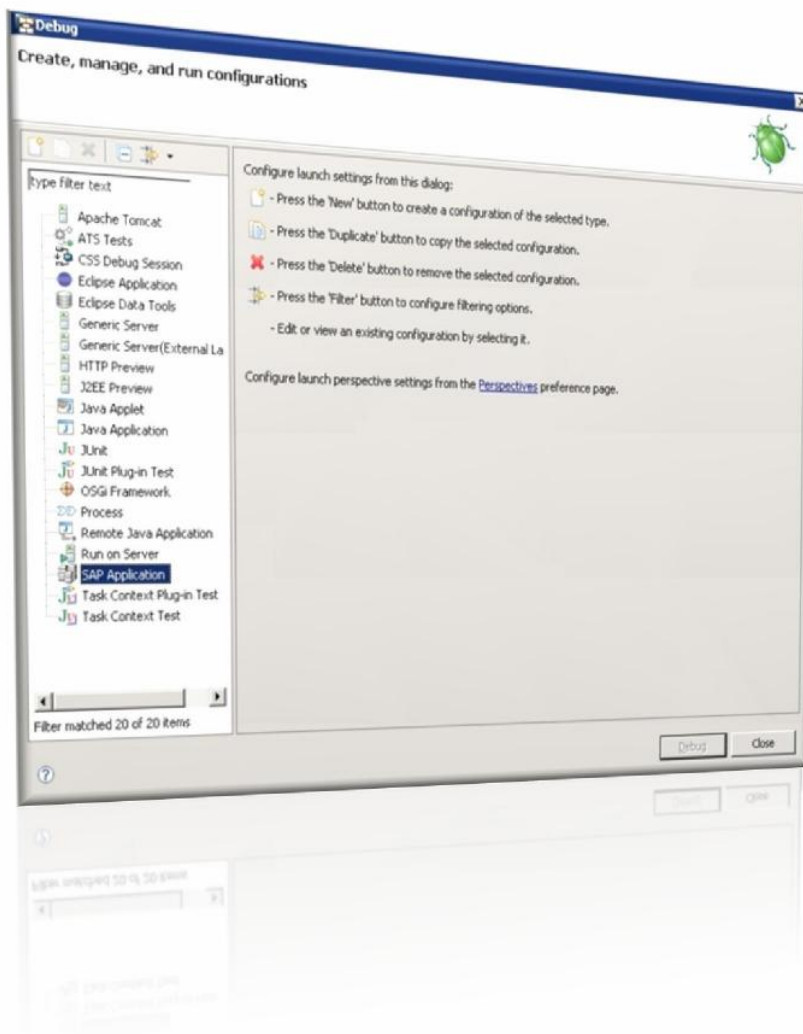 Debug
Create, manage, and run configurations
type filter text
Apache Tomcat
ATS Tests
CSS Debug Session
Eclipse Application
Eclipse Data Tools
Generic Server
Generic Server(External La
HTTP Preview
J2EE Preview
Java Applet
Java Application
JUnit
JUnit Plug-in Test
OSGi Framework
Process
Remote Java Application
Run on Server
SAP Application
Task Context Plug-in Test
Task Context Test
Filter matched 20 of 20 items
Configure launch settings from this dialog:
- Press the 'New' button to create a configuration of the selected type.
- Press the 'Duplicate' button to copy the selected configuration.
- Press the 'Delete' button to remove the selected configuration.
- Press the 'Filter' button to configure filtering options.
- Edit or view an existing configuration by selecting it.
Configure launch perspective settings from the Perspectives preference page.
Debug
Close